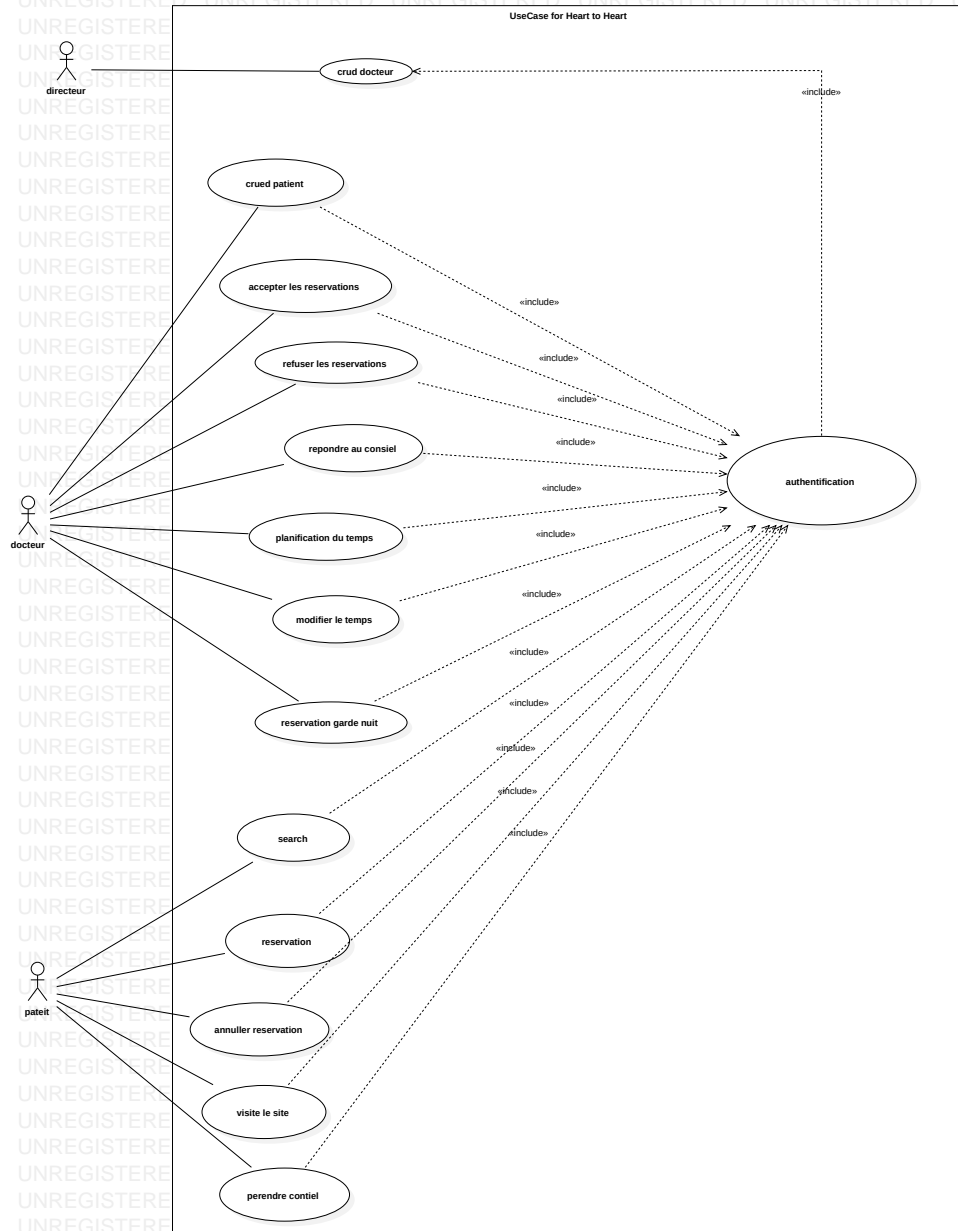 UseCase for Heart to Heart
crud docteur
directeur
«include»
crued patient
accepter les reservations
«include»
refuser les reservations
«include»
«include»
repondre au consiel
«include»
authentification
«include»
planification du temps
docteur
«include»
modifier le temps
«include»
«include»
reservation garde nuit
«include»
«include»
«include»
search
«include»
reservation
pateit
annuller reservation
visite le site
perendre contiel
UNREGISTERED